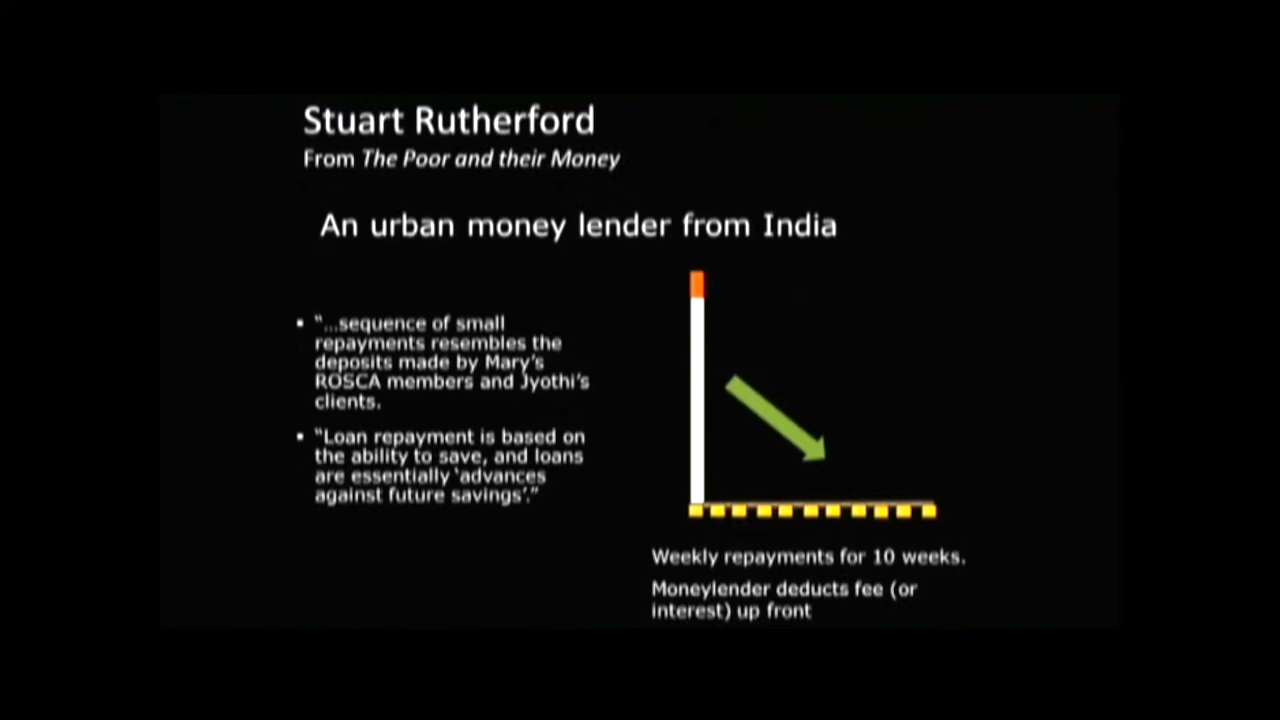 Stuart Rutherford
From The Poor and their Money
An urban money lender from India
▪ “...sequence of small
repayments resembles the
deposits made by Mary’s
ROSCA members and Jyothi’s
clients.
▪ “Loan repayment is based on
the ability to save, and loans
are essentially ‘advances
against future savings’.”
Weekly repayments for 10 weeks.
Moneylender deducts fee (or
interest) up front